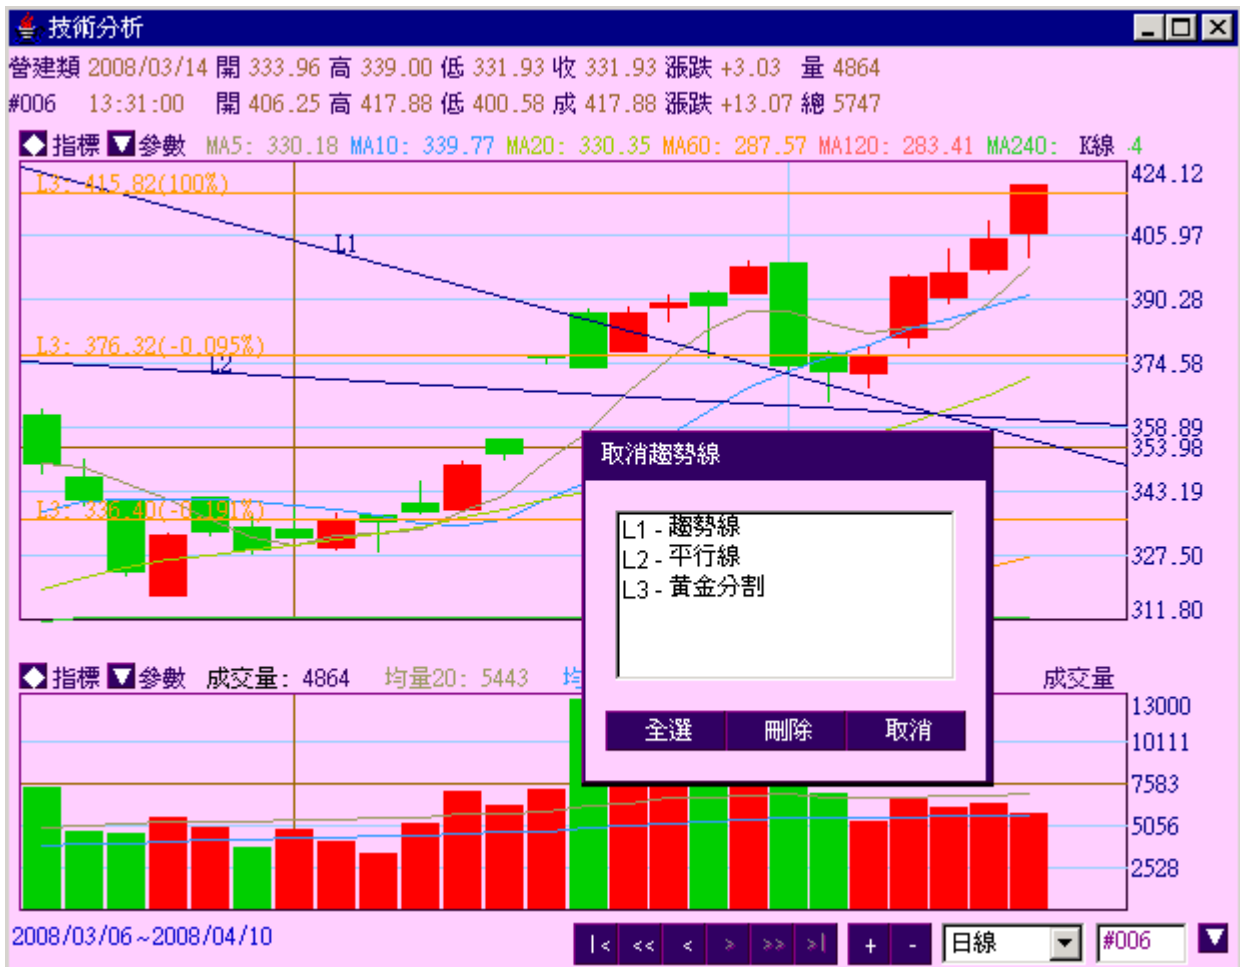 技術分析
營建類 2008/03/14 開 333.96 高 339.00 低 331.93 收 331.93 漲跌 +3.03 量 4864
#006 13:31:00 開 406.25 高 417.88 低 400.58 成 417.88 漲跌 +13.07 總 5747
指標 參數 MA5: 330.18 MA10: 339.77 MA20: 330.35 MA60: 287.57 MA120: 283.41 MA240: K線 4
424.12
L3: 415.82(100%)
405.97
L1
390.28
L3: 376.32(-0.095%)
374.58
L2
358.89
353.98
取消趨勢線
343.19
L3: 336.40(-6.191%)
L1 - 趨勢線
L2 - 平行線
327.50
L3 - 黃金分割
311.80
指標 參數 成交量: 4864 均量20: 5443 成交量
13000
全選 刪除 取消
10111
7583
5056
2528
2008/03/06~2008/04/10 |< << < > >> >| + - 日線 #006